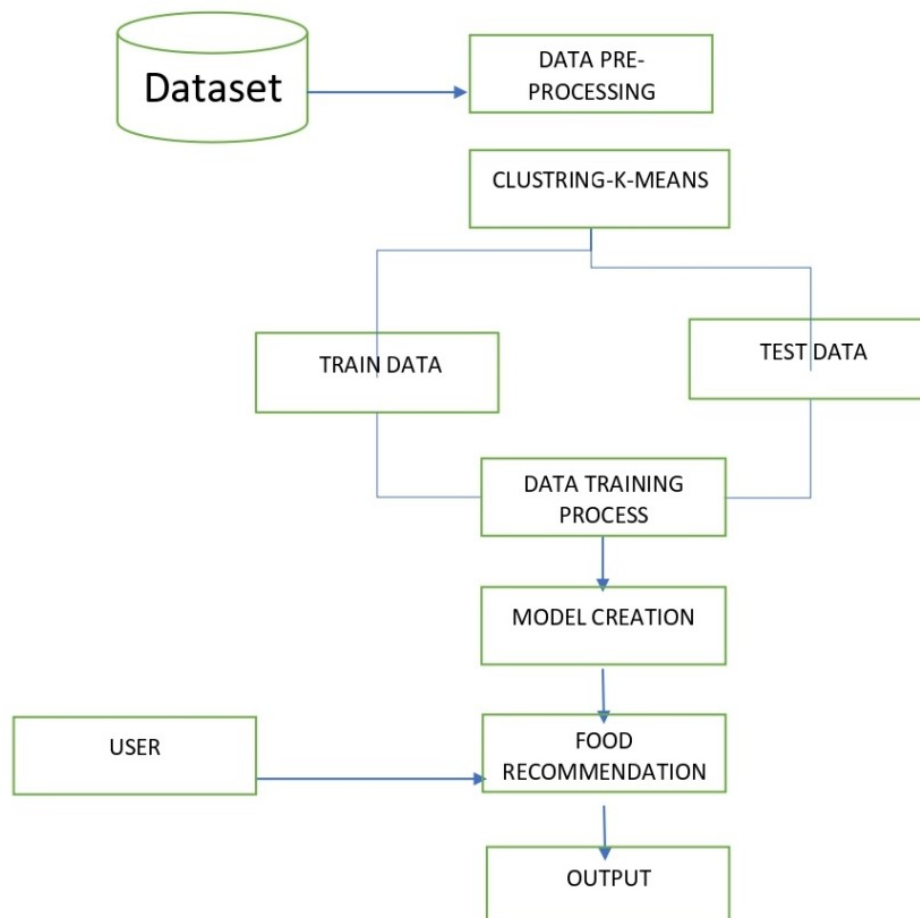 Dataset
DATA PRE-
PROCESSING
CLUSTRING-K-MEANS
TRAIN DATA
TEST DATA
DATA TRAINING
PROCESS
MODEL CREATION
USER
FOOD
RECOMMENDATION
OUTPUT